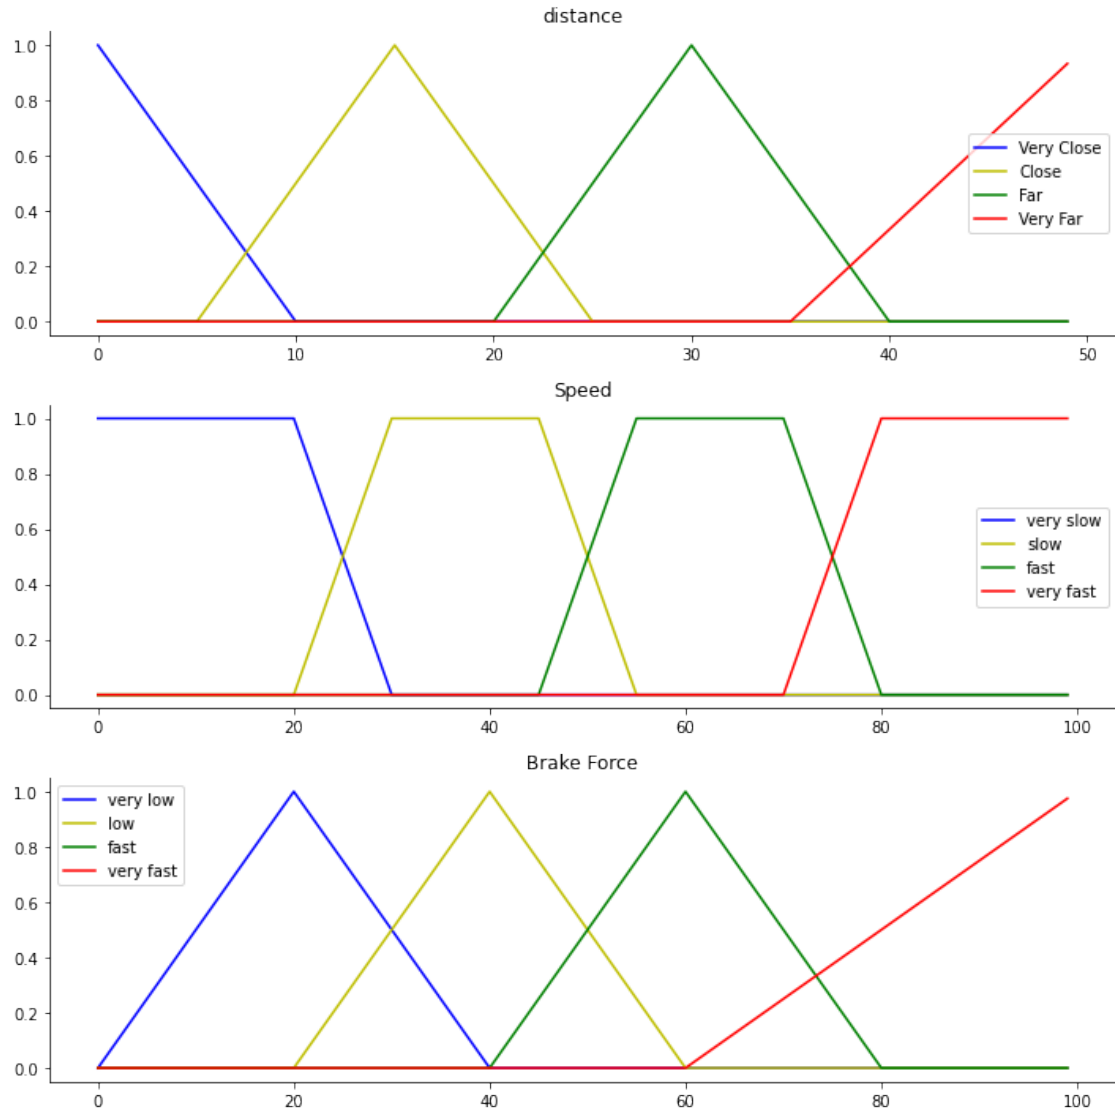 distance
1.0
0.8
0.6
0.4
0.2
0.0
Very Close
Close
Far
Very Far
0 10 20 30 40 50
Speed
1.0
0.8
0.6
0.4
0.2
0.0
very slow
slow
fast
very fast
0 20 40 60 80 100
Brake Force
1.0
0.8
0.6
0.4
0.2
0.0
very low
low
fast
very fast
0 20 40 60 80 100